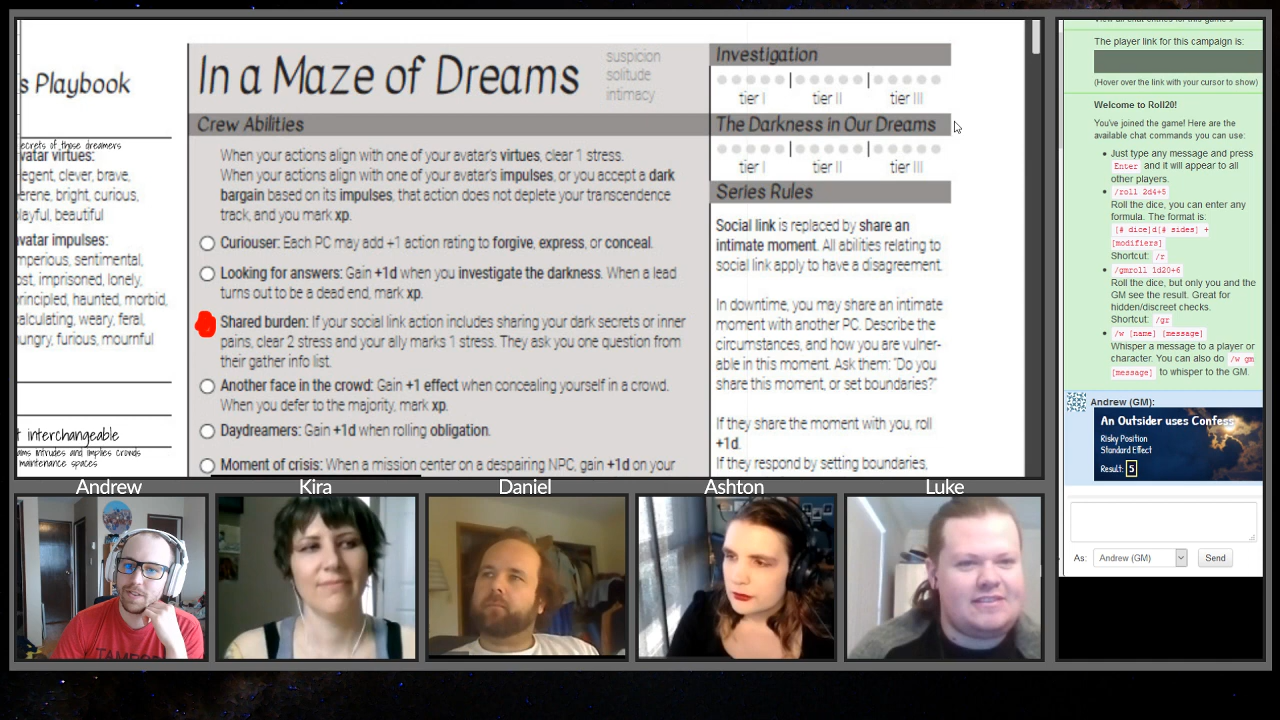 s Playbook
ecrets of those dreamers
vatar virtues:
egent, clever, brave,
erene, bright, curious,
layful, beautiful
vatar impulses:
mperious, sentimental,
ost, imprisoned, lonely,
rincipled, haunted, morbid,
alculating, weary, feral,
ungry, furious, mournful
t interchangeable
ams intrudes and implies crowds
maintenance spaces
In a Maze of Dreams
suspicion
solitude
intimacy
Crew Abilities
When your actions align with one of your avatar's virtues, clear 1 stress.
When your actions align with one of your avatar's impulses, or you accept a dark
bargain based on its impulses, that action does not deplete your transcendence
track, and you mark xp.
Curiouser: Each PC may add +1 action rating to forgive, express, or conceal.
Looking for answers: Gain +1d when you investigate the darkness. When a lead
turns out to be a dead end, mark xp.
Shared burden: If your social link action includes sharing your dark secrets or inner
pains, clear 2 stress and your ally marks 1 stress. They ask you one question from
their gather info list.
Another face in the crowd: Gain +1 effect when concealing yourself in a crowd.
When you defer to the majority, mark xp.
Daydreamers: Gain +1d when rolling obligation.
Moment of crisis: When a mission center on a despairing NPC, gain +1d on your
Investigation
tier I tier II tier III
The Darkness in Our Dreams
tier I tier II tier III
Series Rules
Social link is replaced by share an
intimate moment. All abilities relating to
social link apply to have a disagreement.
In downtime, you may share an intimate
moment with another PC. Describe the
circumstances, and how you are vulner-
able in this moment. Ask them: "Do you
share this moment, or set boundaries?"
If they share the moment with you, roll
+1d.
If they respond by setting boundaries,
View all chat entries for this game's
The player link for this campaign is:
(Hover over the link with your cursor to show)
Welcome to Roll20!
You've joined the game! Here are the
available chat commands you can use:
Just type any message and press
Enter and it will appear to all
other players.
/roll 2d4+5
Roll the dice, you can enter any
formula. The format is:
[# dice]d[# sides] +
[modifiers]
Shortcut: /r
/gmroll 1d20+6
Roll the dice, but only you and the
GM see the result. Great for
hidden/discreet checks.
Shortcut: /gr
/w [name] [message]
Whisper a message to a player or
character. You can also do /w gm
[message] to whisper to the GM.
Andrew (GM):
An Outsider uses Confess
Risky Position
Standard Effect
Result: 5
As: Andrew (GM) Send
Andrew Kira Daniel Ashton Luke